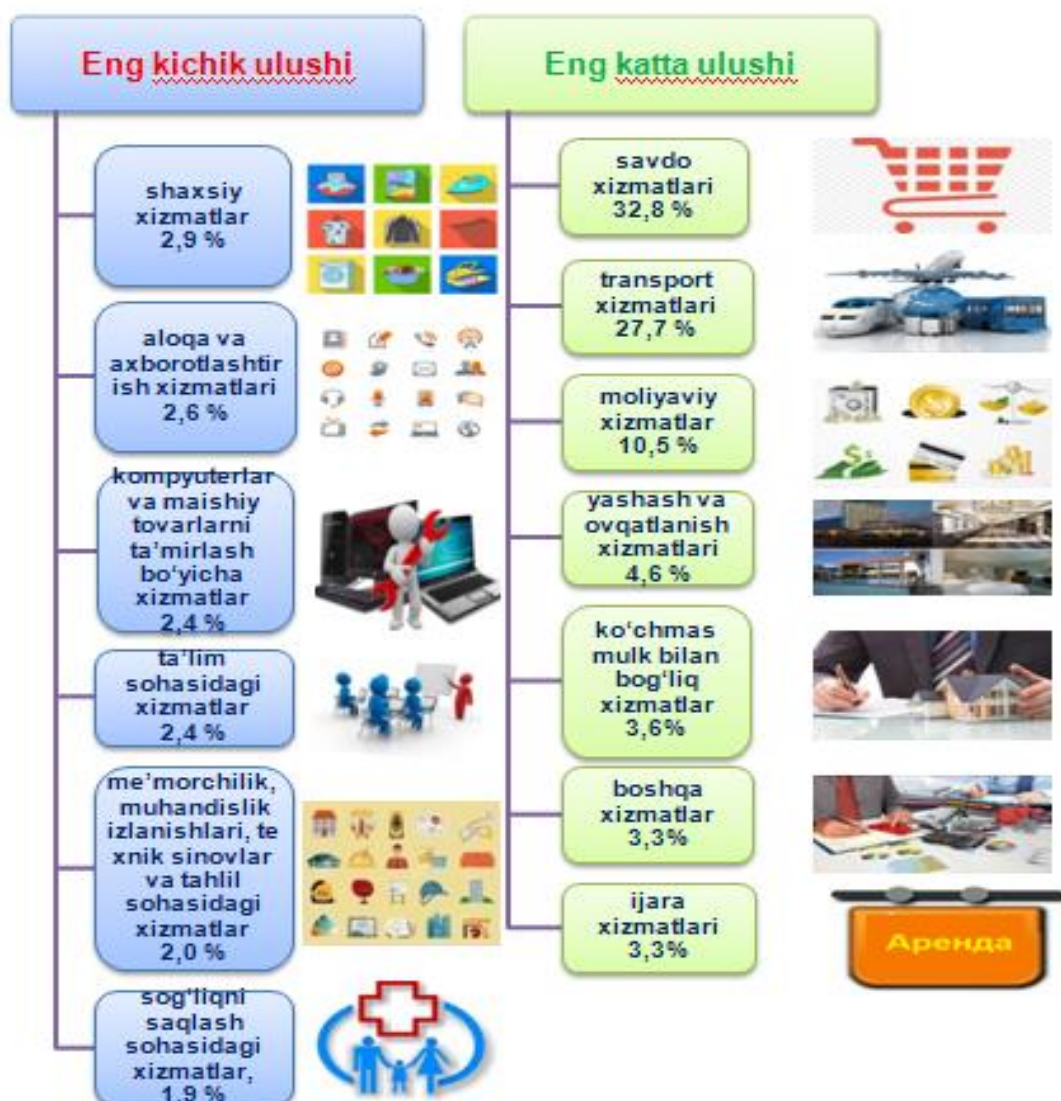 Eng kichik ulushi
shaxsiy
xizmatlar
2,9 %
aloqa va
axborotlashtir
ish xizmatlari
2,6 %
kompyuterlar
va maishiy
tovarlarni
ta’mirlash
bo‘yicha
xizmatlar
2,4 %
ta’lim
sohasidagi
xizmatlar
2,4 %
me’morchilik,
muhandislik
izlanishlari, te
xnik sinovlar
va tahlil
sohasidagi
xizmatlar
2,0 %
sog‘liqni
saqlash
sohasidagi
xizmatlar,
1,9 %
Eng katta ulushi
savdo
xizmatlari
32,8 %
transport
xizmatlari
27,7 %
moliyaviy
xizmatlar
10,5 %
yashash va
ovqatlanish
xizmatlari
4,6 %
ko‘chmas
mulk bilan
bog‘liq
xizmatlar
3,6%
boshqa
xizmatlar
3,3%
ijara
xizmatlari
3,3%
Аренда